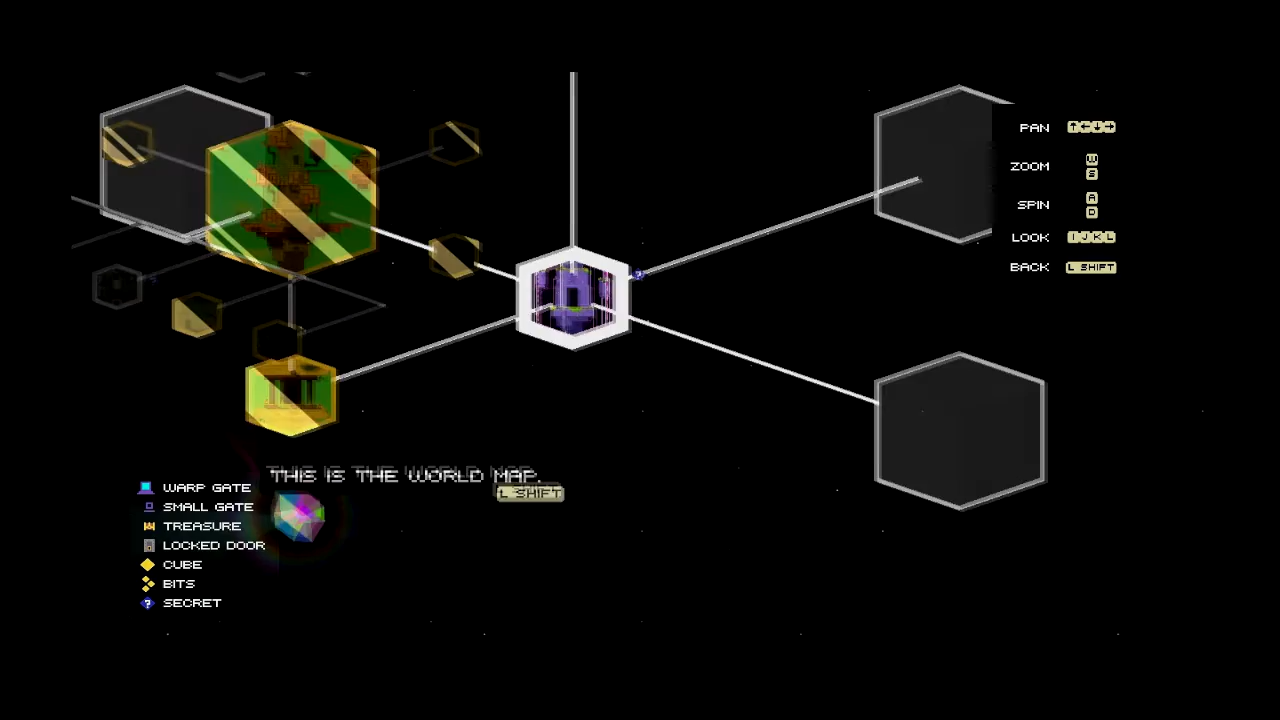 PAN ↑←↓→
ZOOM W
S
SPIN A
D
LOOK I J K L
BACK L SHIFT
THIS IS THE WORLD MAP.
L SHIFT
WARP GATE
SMALL GATE
TREASURE
LOCKED DOOR
CUBE
BITS
? SECRET